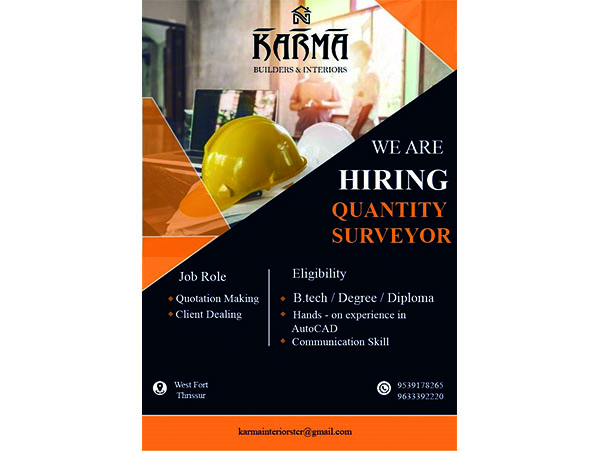 KARMA
BUILDERS & INTERIORS
WE ARE
HIRING
QUANTITY
SURVEYOR
Job Role
Quotation Making
Client Dealing
Eligibility
B.tech / Degree / Diploma
Hands - on experience in
AutoCAD
Communication Skill
West Fort
Thrissur
9539178265
9633392220
karmainteriorster@gmail.com